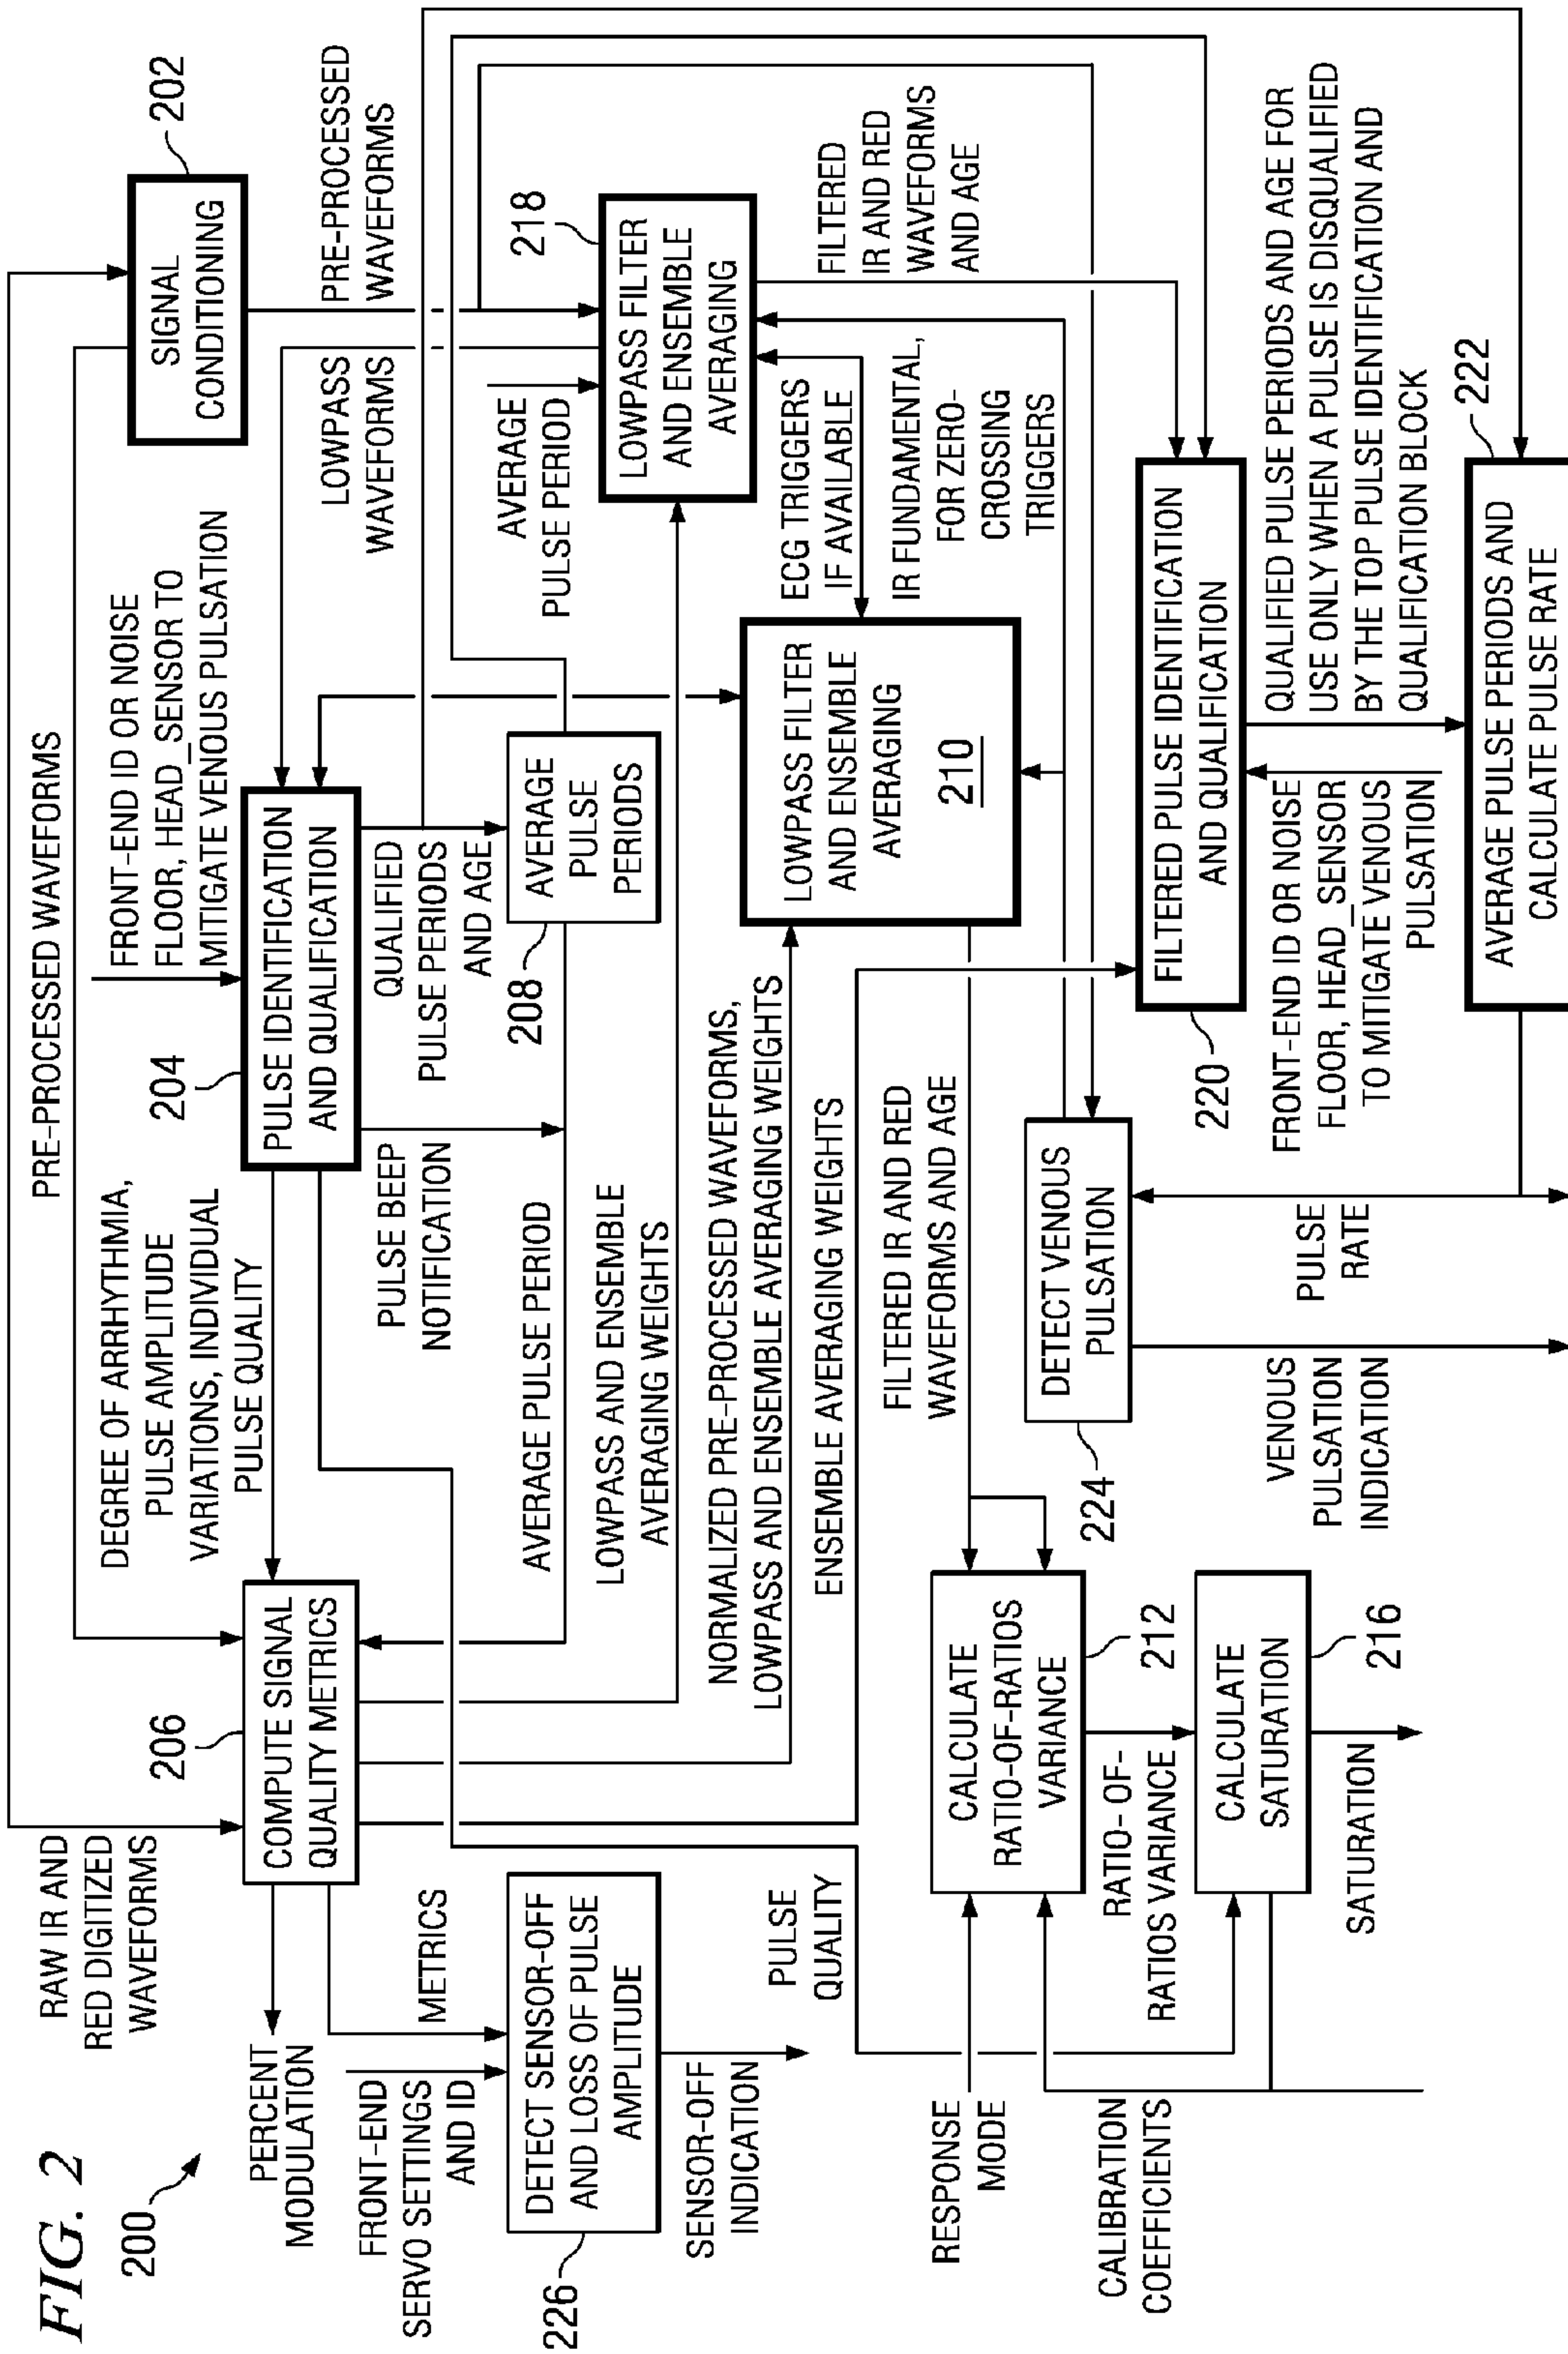 FIG. 2
200
RAW IR AND
RED DIGITIZED
WAVEFORMS
PRE-PROCESSED WAVEFORMS
202
SIGNAL
CONDITIONING
PRE-PROCESSED
WAVEFORMS
FRONT-END ID OR NOISE
FLOOR, HEAD_SENSOR TO
MITIGATE VENOUS PULSATION
LOWPASS
WAVEFORMS
204
PULSE IDENTIFICATION
AND QUALIFICATION
DEGREE OF ARRHYTHMIA,
PULSE AMPLITUDE
VARIATIONS, INDIVIDUAL
PULSE QUALITY
206
COMPUTE SIGNAL
QUALITY METRICS
PERCENT
MODULATION
METRICS
FRONT-END
SERVO SETTINGS
AND ID
PULSE BEEP
NOTIFICATION
QUALIFIED
PULSE PERIODS
AND AGE
AVERAGE
PULSE PERIOD
218
LOWPASS FILTER
AND ENSEMBLE
AVERAGING
208
AVERAGE
PULSE
PERIODS
AVERAGE PULSE PERIOD
LOWPASS AND ENSEMBLE
AVERAGING WEIGHTS
226
DETECT SENSOR-OFF
AND LOSS OF PULSE
AMPLITUDE
SENSOR-OFF
INDICATION
PULSE
QUALITY
NORMALIZED PRE-PROCESSED WAVEFORMS,
LOWPASS AND ENSEMBLE AVERAGING WEIGHTS
ENSEMBLE AVERAGING WEIGHTS
LOWPASS FILTER
AND ENSEMBLE
AVERAGING
210
ECG TRIGGERS
IF AVAILABLE
FILTERED
IR AND RED
WAVEFORMS
AND AGE
IR FUNDAMENTAL,
FOR ZERO-
CROSSING
TRIGGERS
FILTERED IR AND RED
WAVEFORMS AND AGE
RESPONSE
MODE
CALCULATE
RATIO-OF-RATIOS
VARIANCE
212
RATIO- OF-
RATIOS VARIANCE
CALIBRATION
COEFFICIENTS
CALCULATE
SATURATION
216
SATURATION
224
DETECT VENOUS
PULSATION
VENOUS
PULSATION
INDICATION
PULSE
RATE
220
FILTERED PULSE IDENTIFICATION
AND QUALIFICATION
FRONT-END ID OR NOISE
FLOOR, HEAD_SENSOR
TO MITIGATE VENOUS
PULSATION
QUALIFIED PULSE PERIODS AND AGE FOR
USE ONLY WHEN A PULSE IS DISQUALIFIED
BY THE TOP PULSE IDENTIFICATION AND
QUALIFICATION BLOCK
222
AVERAGE PULSE PERIODS AND
CALCULATE PULSE RATE